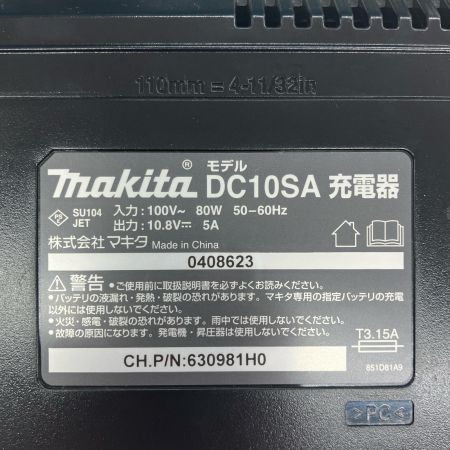 110mm = 4-11/32in
makita® モデル DC10SA 充電器
PS C SU104 JET
入力:100V~ 80W 50-60Hz
出力:10.8V⎓ 5A
株式会社マキタ Made in China
0408623
⚠警告 •ご使用前に取扱説明書を必ずよくお読みください。
•バッテリの液漏れ・発熱・破裂の恐れがあります。マキタ専用の指定バッテリの充電
以外には使用しないでください。
•火災・感電・破裂の恐れがあります。雨中では使用しないでください。
•故障の原因になります。発電機・昇圧器は使用しないでください。
T3.15A
CH.P/N:630981H0
851D81A9
>PC<